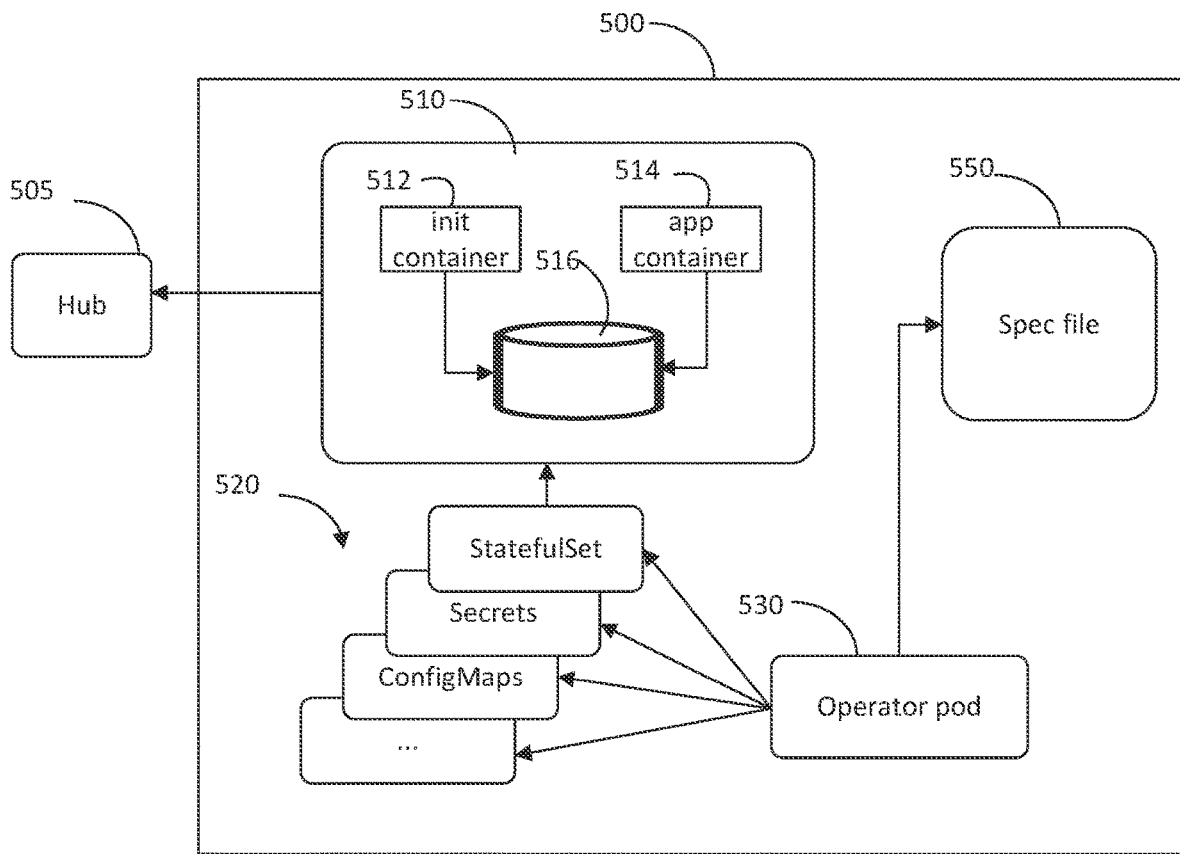 500
510
505
512
514
550
init
container
app
container
516
Hub
Spec file
520
StatefulSet
Secrets
530
ConfigMaps
Operator pod
...